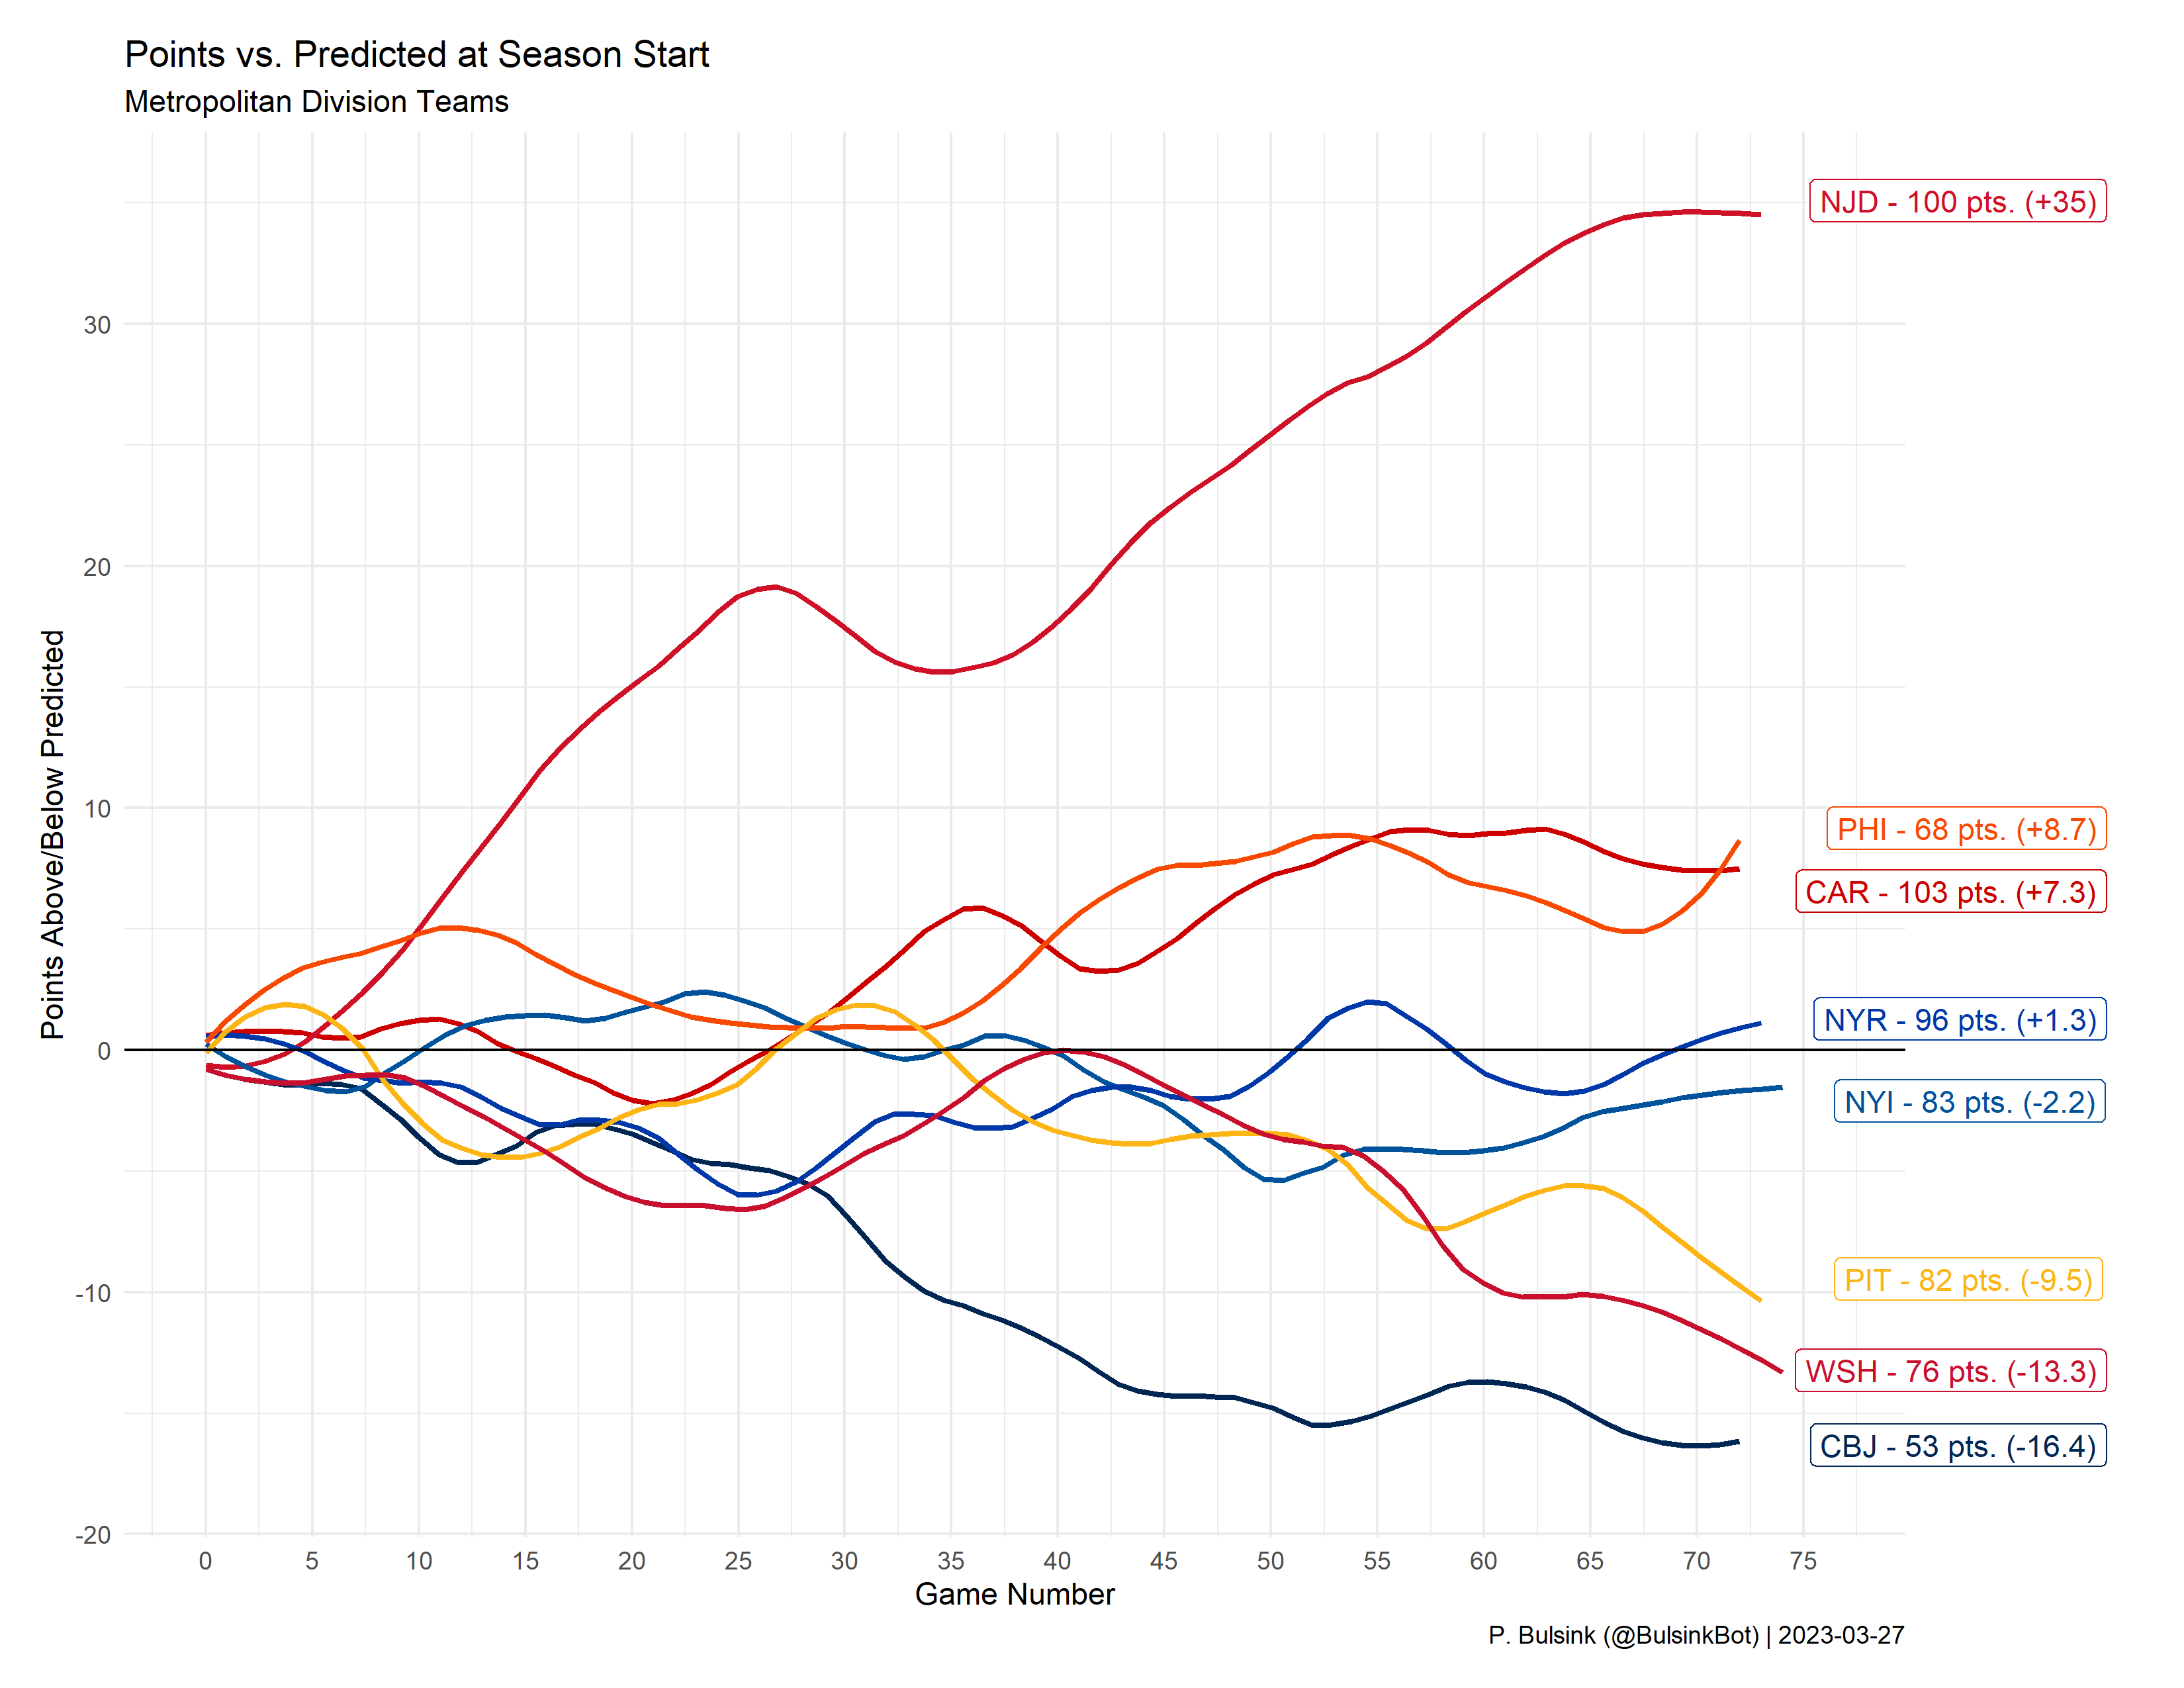 Points vs. Predicted at Season Start
Metropolitan Division Teams
Points Above/Below Predicted
30
20
10
0
-10
-20
NJD - 100 pts. (+35)
PHI - 68 pts. (+8.7)
CAR - 103 pts. (+7.3)
NYR - 96 pts. (+1.3)
NYI - 83 pts. (-2.2)
PIT - 82 pts. (-9.5)
WSH - 76 pts. (-13.3)
CBJ - 53 pts. (-16.4)
0 5 10 15 20 25 30 35 40 45 50 55 60 65 70 75
Game Number
P. Bulsink (@BulsinkBot) | 2023-03-27